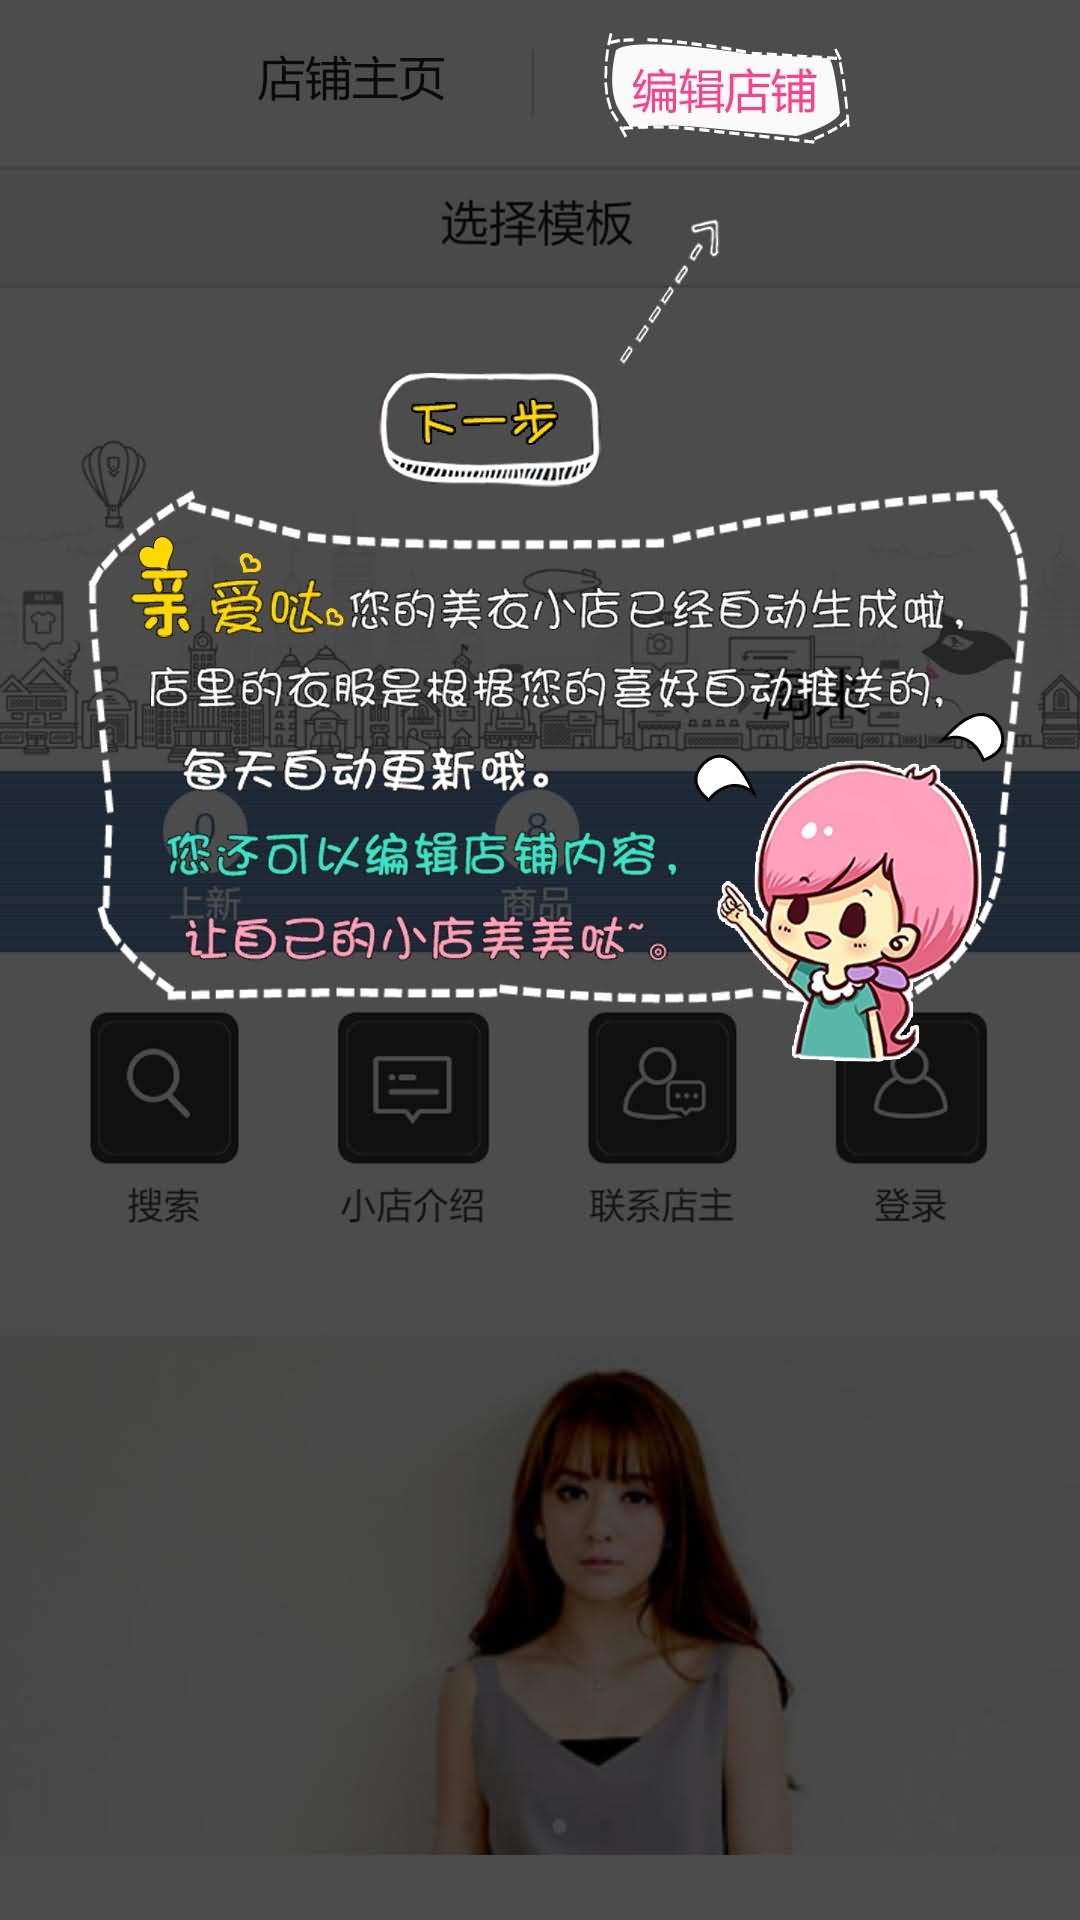 店铺主页
编辑店铺
选择模板
下一步
亲爱哒。您的美衣小店已经自动生成啦，
店里的衣服是根据您的喜好自动推送的，
每天自动更新哦。
您还可以编辑店铺内容，
让自己的小店美美哒~。
NEW
0
8
上新
商品
搜索
小店介绍
联系店主
登录